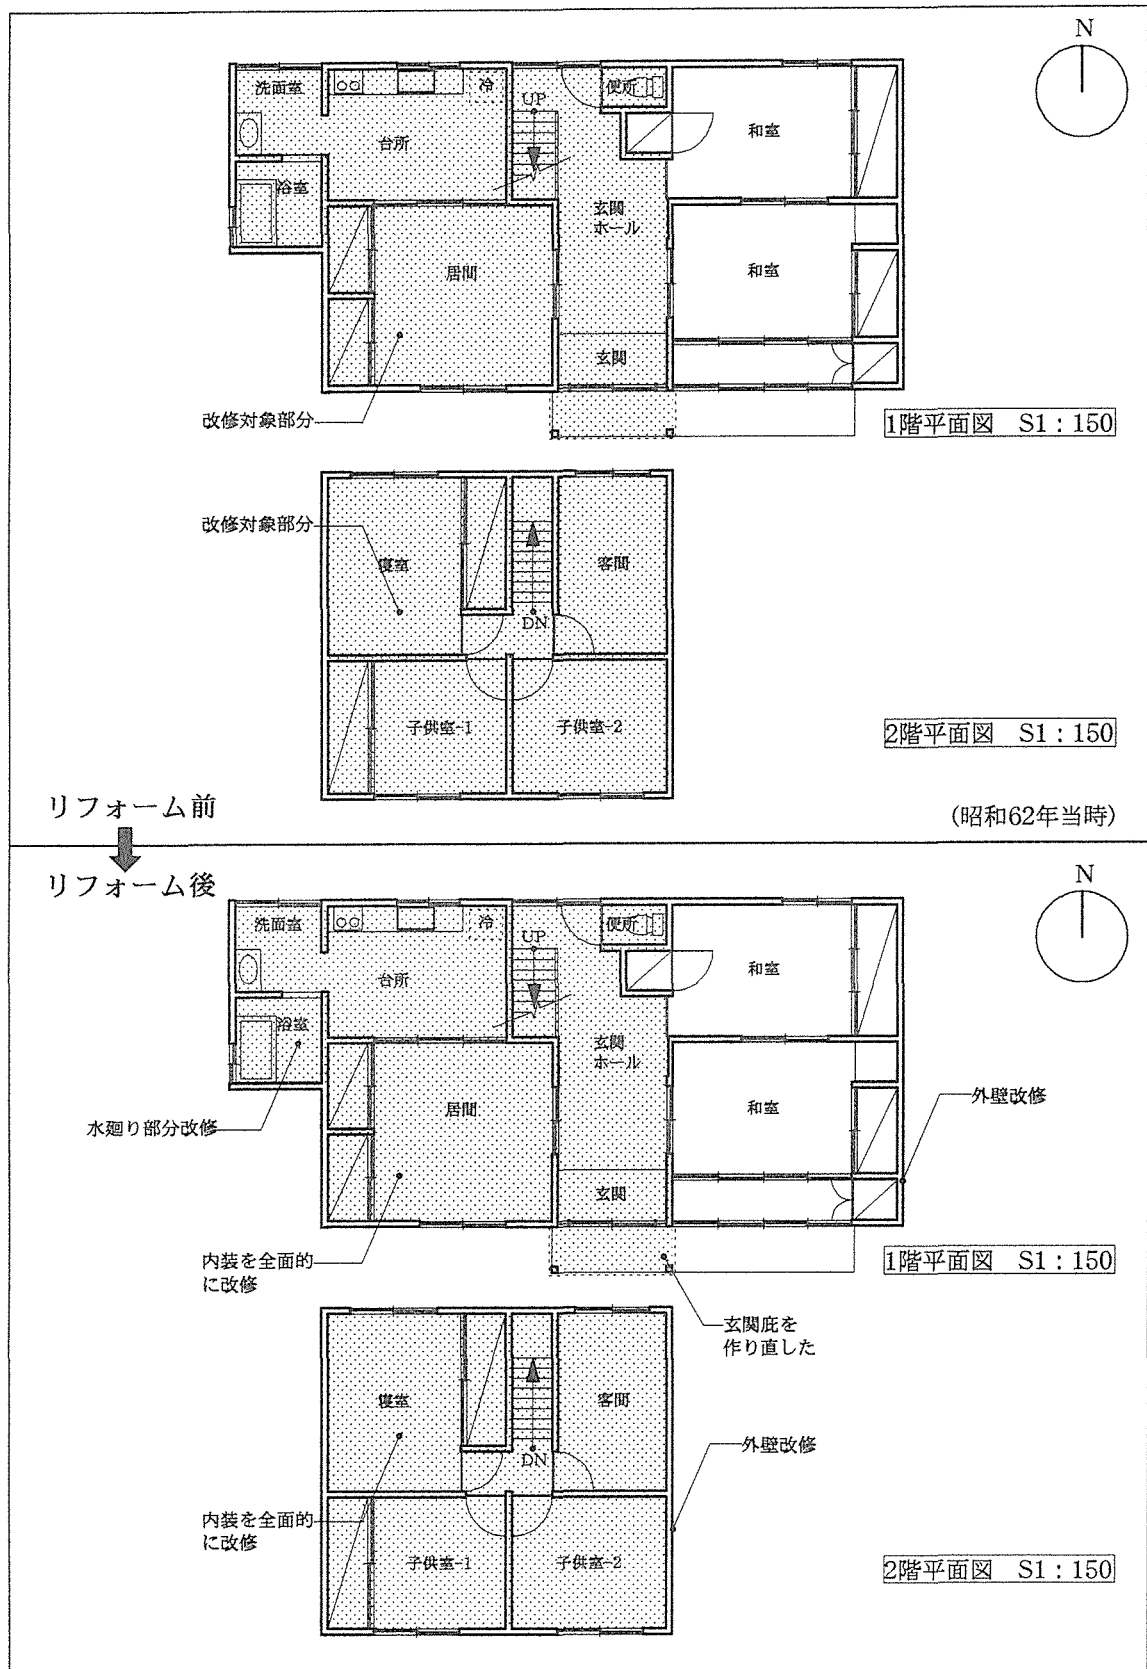 N
洗面室
冷
便所
UP
和室
台所
浴室
玄関
ホール
居間
和室
玄関
改修対象部分
1階平面図 S1：150
改修対象部分
寝室
客間
DN
子供室-1
子供室-2
2階平面図 S1：150
リフォーム前
(昭和62年当時)
リフォーム後
N
洗面室
冷
便所
UP
和室
台所
浴室
玄関
ホール
居間
和室
外壁改修
水廻り部分改修
玄関
内装を全面的
に改修
1階平面図 S1：150
玄関庇を
作り直した
寝室
客間
外壁改修
DN
内装を全面的
に改修
子供室-1
子供室-2
2階平面図 S1：150